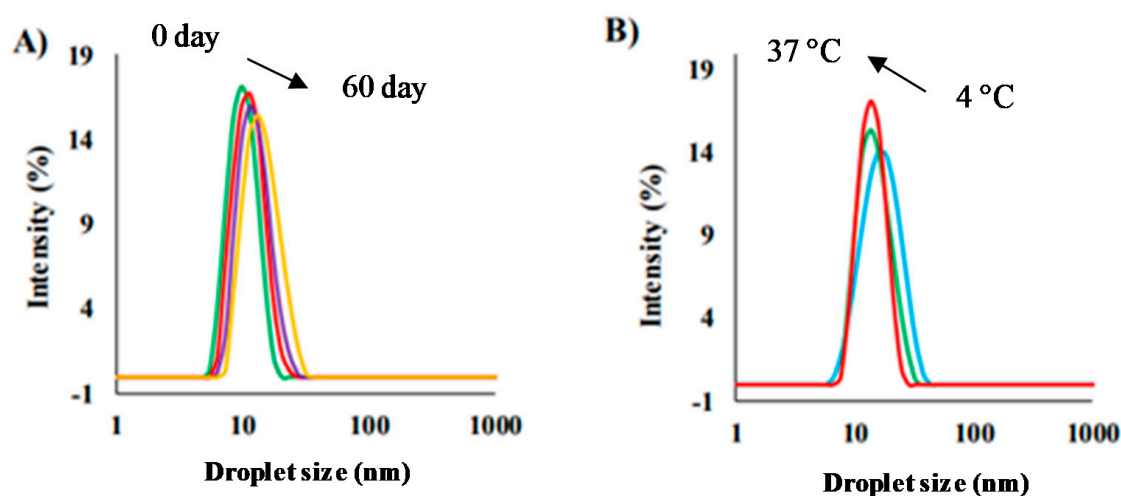 A)
0 day
60 day
19
14
9
4
-1
Intensity (%)
1 10 100 1000
Droplet size (nm)
B)
37 °C
4 °C
19
14
9
4
-1
Intensity (%)
1 10 100 1000
Droplet size (nm)